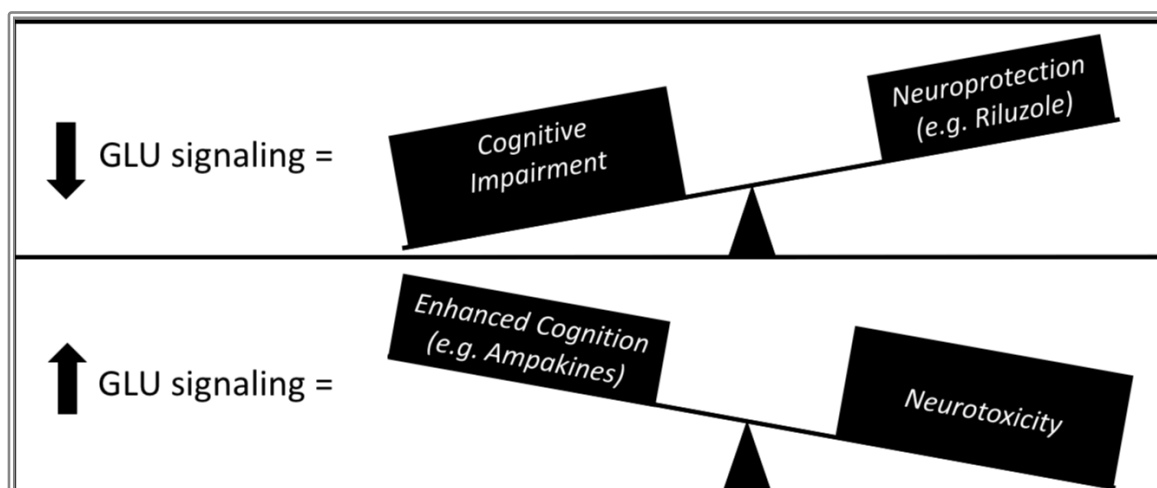 GLU signaling =
Cognitive
Impairment
Neuroprotection
(e.g. Riluzole)
GLU signaling =
Enhanced Cognition
(e.g. Ampakines)
Neurotoxicity